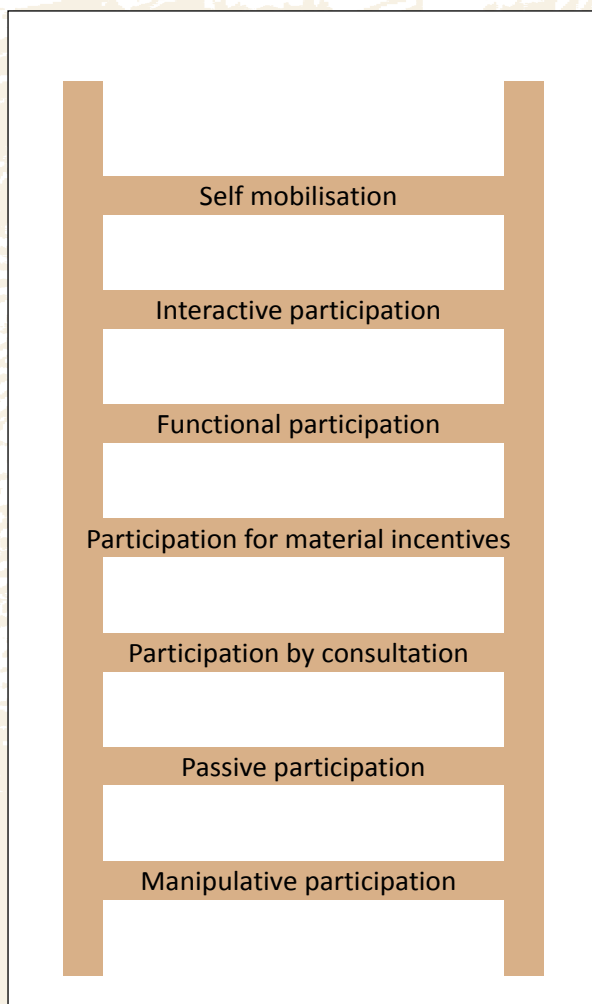 Self mobilisation
Interactive participation
Functional participation
Participation for material incentives
Participation by consultation
Passive participation
Manipulative participation